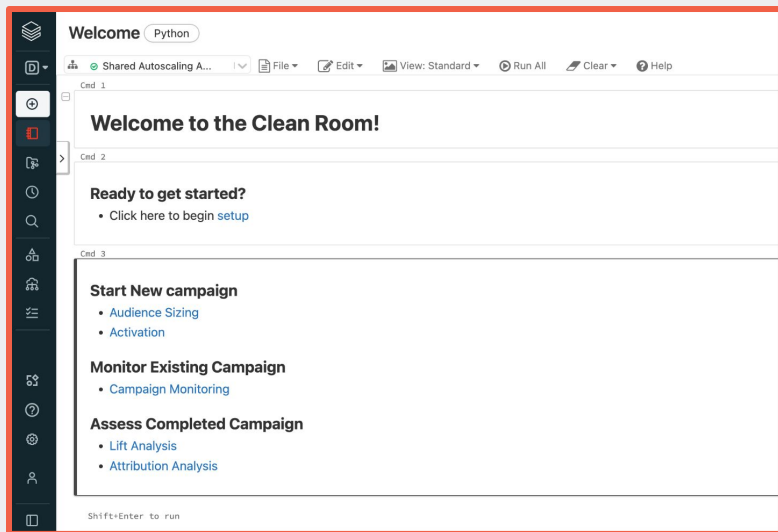 Welcome Python
D
Shared Autoscaling A... File Edit View: Standard Run All Clear Help
Cmd 1
Welcome to the Clean Room!
Cmd 2
Ready to get started?
• Click here to begin setup
Cmd 3
Start New campaign
• Audience Sizing
• Activation
Monitor Existing Campaign
• Campaign Monitoring
Assess Completed Campaign
• Lift Analysis
• Attribution Analysis
Shift+Enter to run